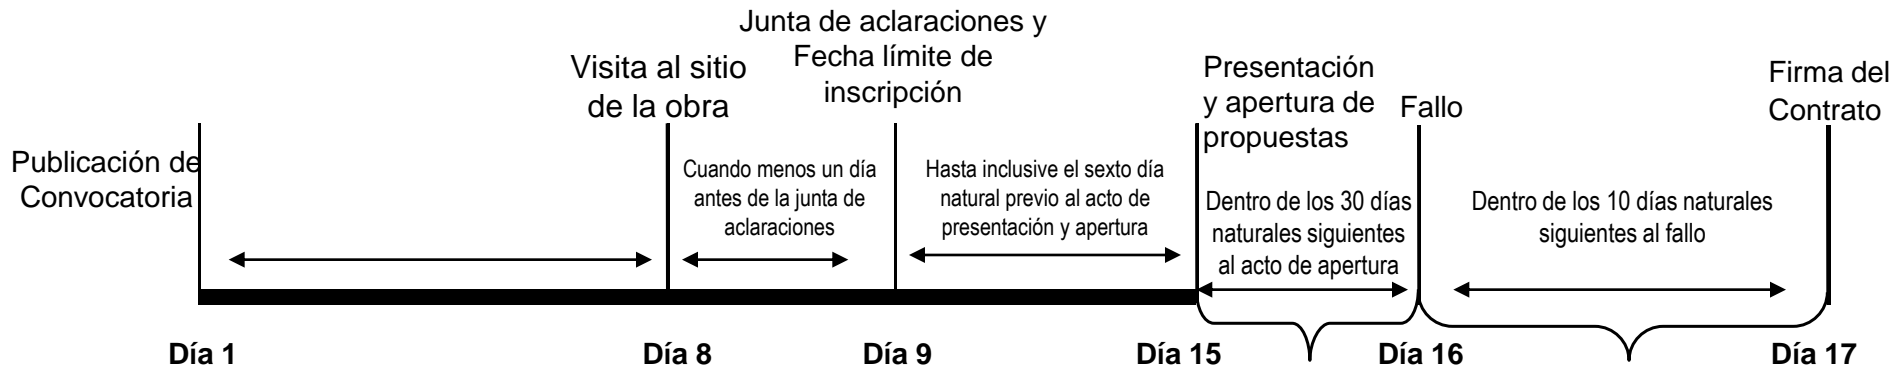 Publicación de
Convocatoria
Visita al sitio
de la obra
Junta de aclaraciones y
Fecha límite de
inscripción
Presentación
y apertura de
propuestas
Fallo
Firma del
Contrato
Cuando menos un día
antes de la junta de
aclaraciones
Hasta inclusive el sexto día
natural previo al acto de
presentación y apertura
Dentro de los 30 días
naturales siguientes
al acto de apertura
Dentro de los 10 días naturales
siguientes al fallo
Día 1
Día 8
Día 9
Día 15
Día 16
Día 17